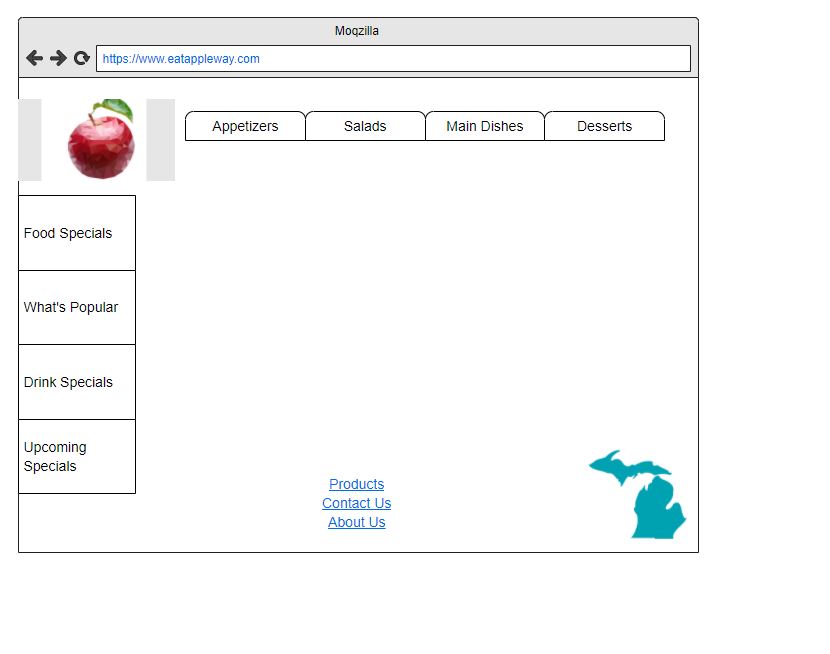 Moqzilla
https://www.eatappleway.com
Appetizers
Salads
Main Dishes
Desserts
Food Specials
What's Popular
Drink Specials
Upcoming
Specials
Products
Contact Us
About Us